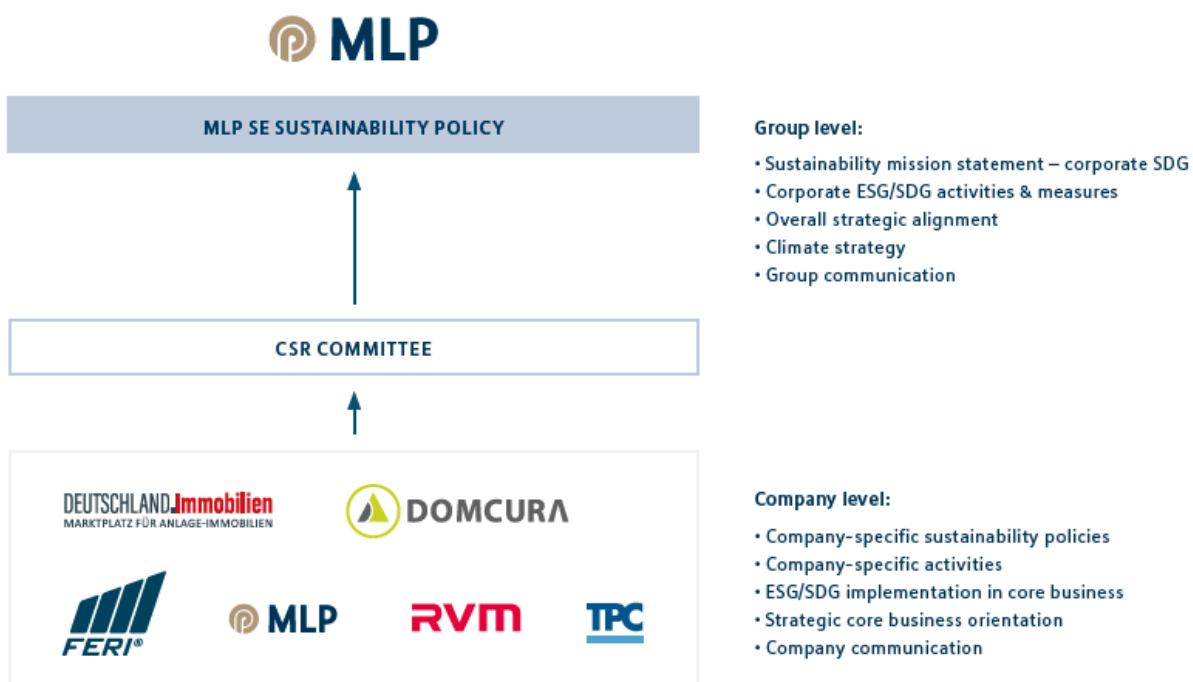 MLP
MLP SE SUSTAINABILITY POLICY
Group level:
• Sustainability mission statement – corporate SDG
• Corporate ESG/SDG activities & measures
• Overall strategic alignment
• Climate strategy
• Group communication
CSR COMMITTEE
DEUTSCHLAND.Immobilien
MARKTPLATZ FÜR ANLAGE-IMMOBILIEN
DOMCURA
FERI®
MLP
RVM
TPC
Company level:
• Company-specific sustainability policies
• Company-specific activities
• ESG/SDG implementation in core business
• Strategic core business orientation
• Company communication